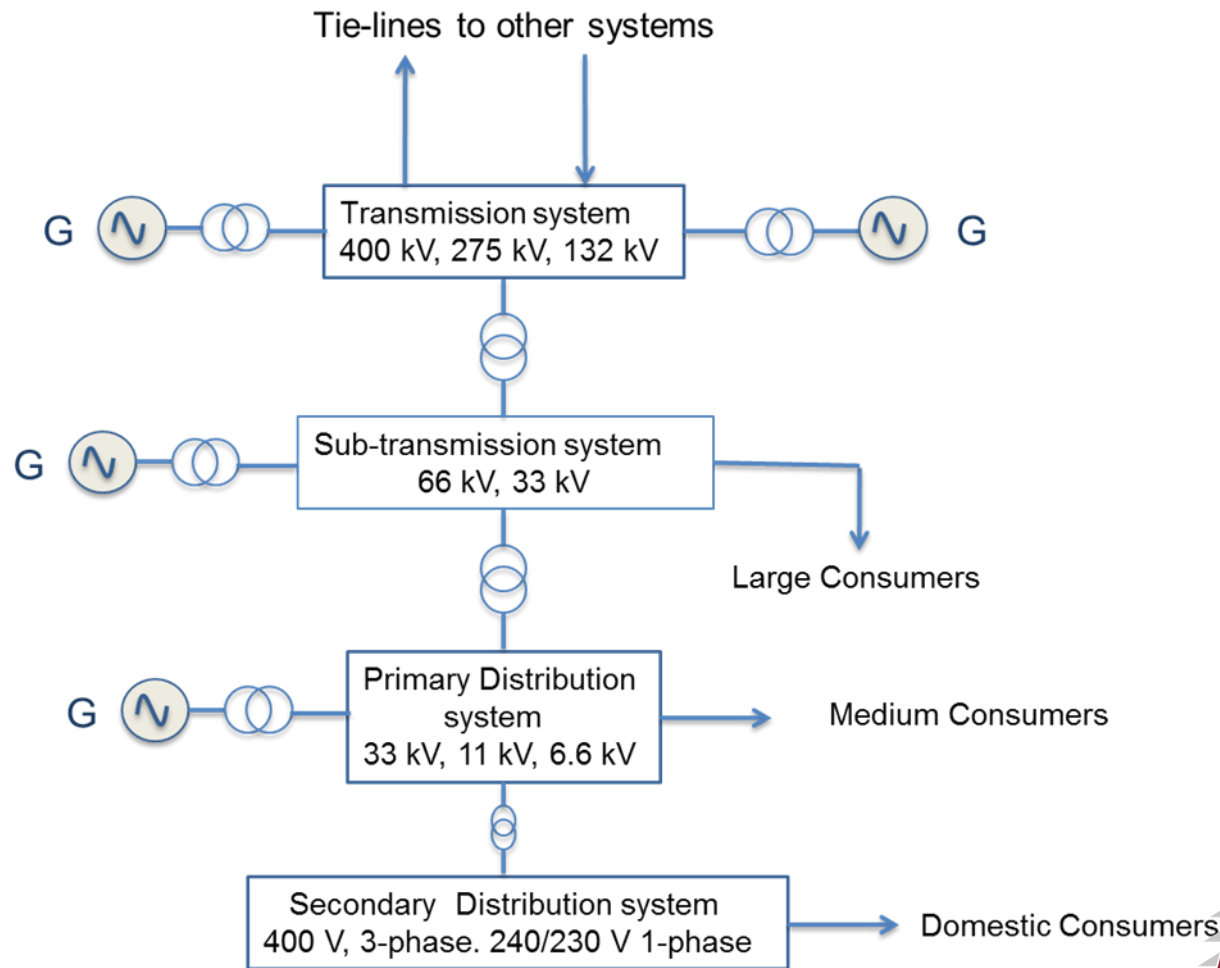 Tie-lines to other systems
G
Transmission system
400 kV, 275 kV, 132 kV
G
G
Sub-transmission system
66 kV, 33 kV
Large Consumers
G
Primary Distribution
system
33 kV, 11 kV, 6.6 kV
Medium Consumers
Secondary Distribution system
400 V, 3-phase. 240/230 V 1-phase
Domestic Consumers